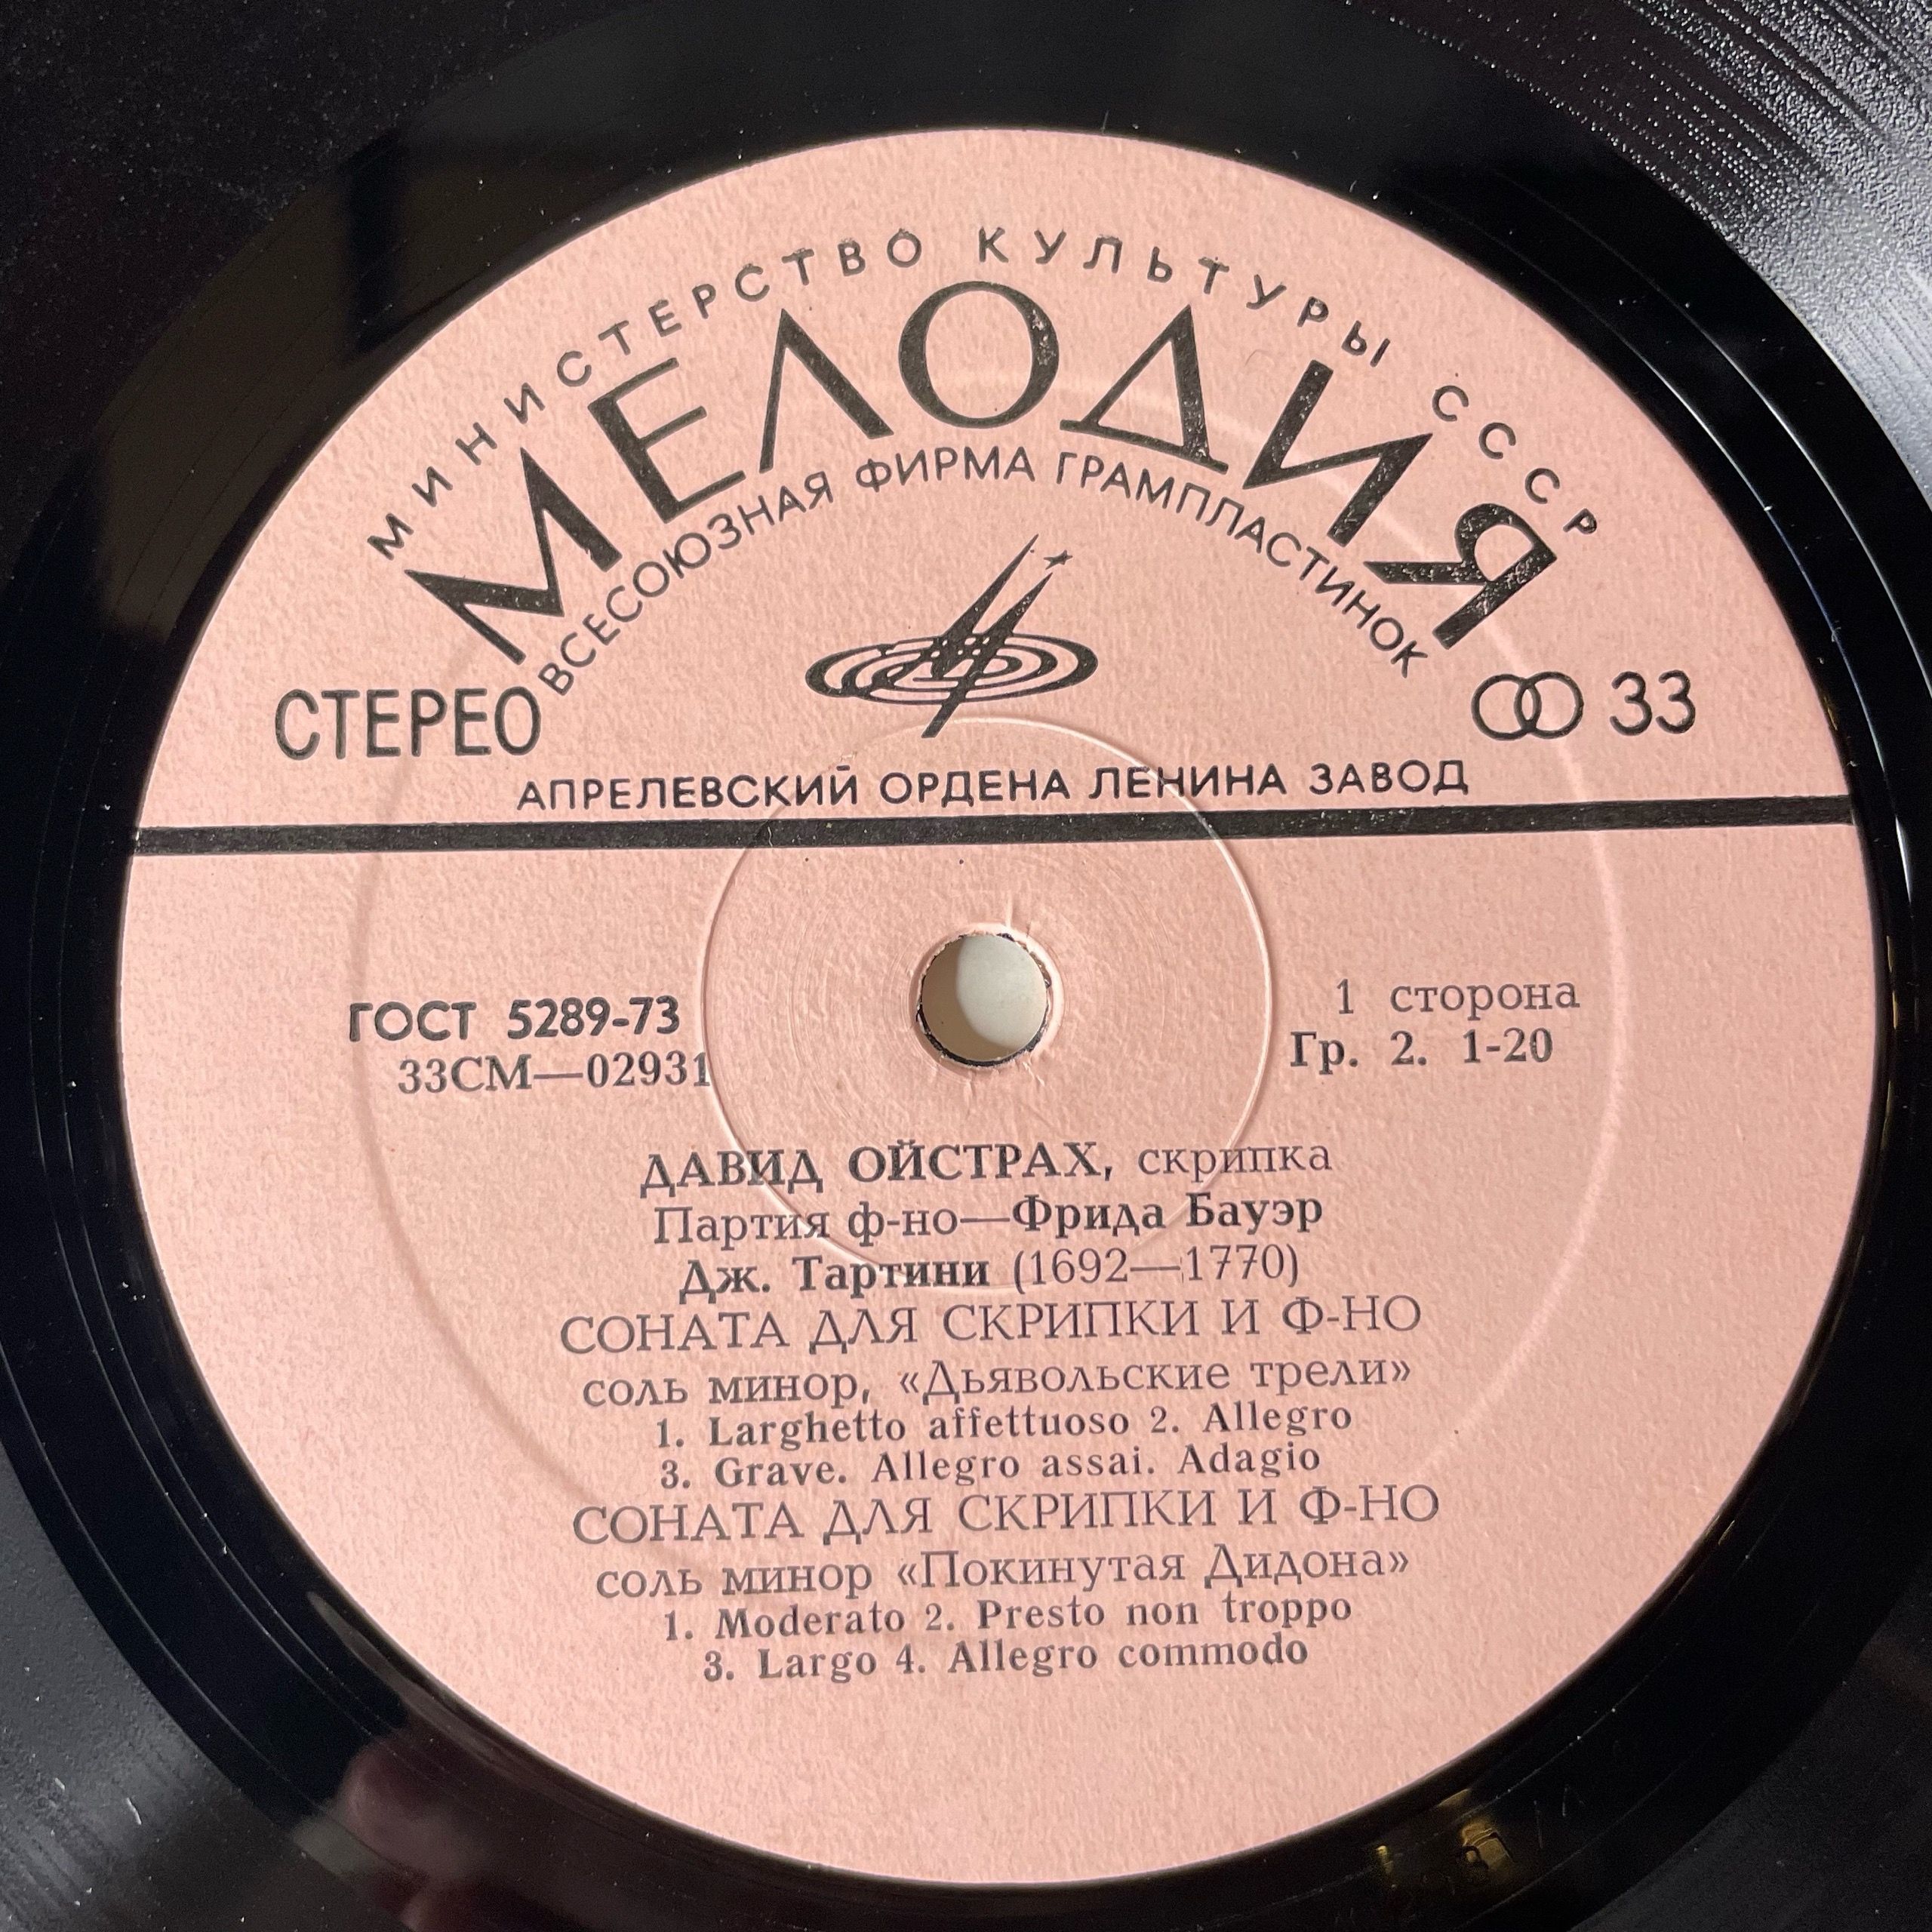 МИНИСТЕРСТВО КУЛЬТУРЫ СССР
МЕЛОДИЯ
ВСЕСОЮЗНАЯ ФИРМА ГРАМПЛАСТИНОК
СТЕРЕО
33
АПРЕЛЕВСКИЙ ОРДЕНА ЛЕНИНА ЗАВОД
ГОСТ 5289-73
33СМ—02931
1 сторона
Гр. 2. 1-20
ДАВИД ОЙСТРАХ, скрипка
Партия ф-но—Фрида Бауэр
Дж. Тартини (1692—1770)
СОНАТА ДЛЯ СКРИПКИ И Ф-НО
соль минор, «Дьявольские трели»
1. Larghetto affettuoso 2. Allegro
3. Grave. Allegro assai. Adagio
СОНАТА ДЛЯ СКРИПКИ И Ф-НО
соль минор «Покинутая Дидона»
1. Moderato 2. Presto non troppo
3. Largo 4. Allegro commodo